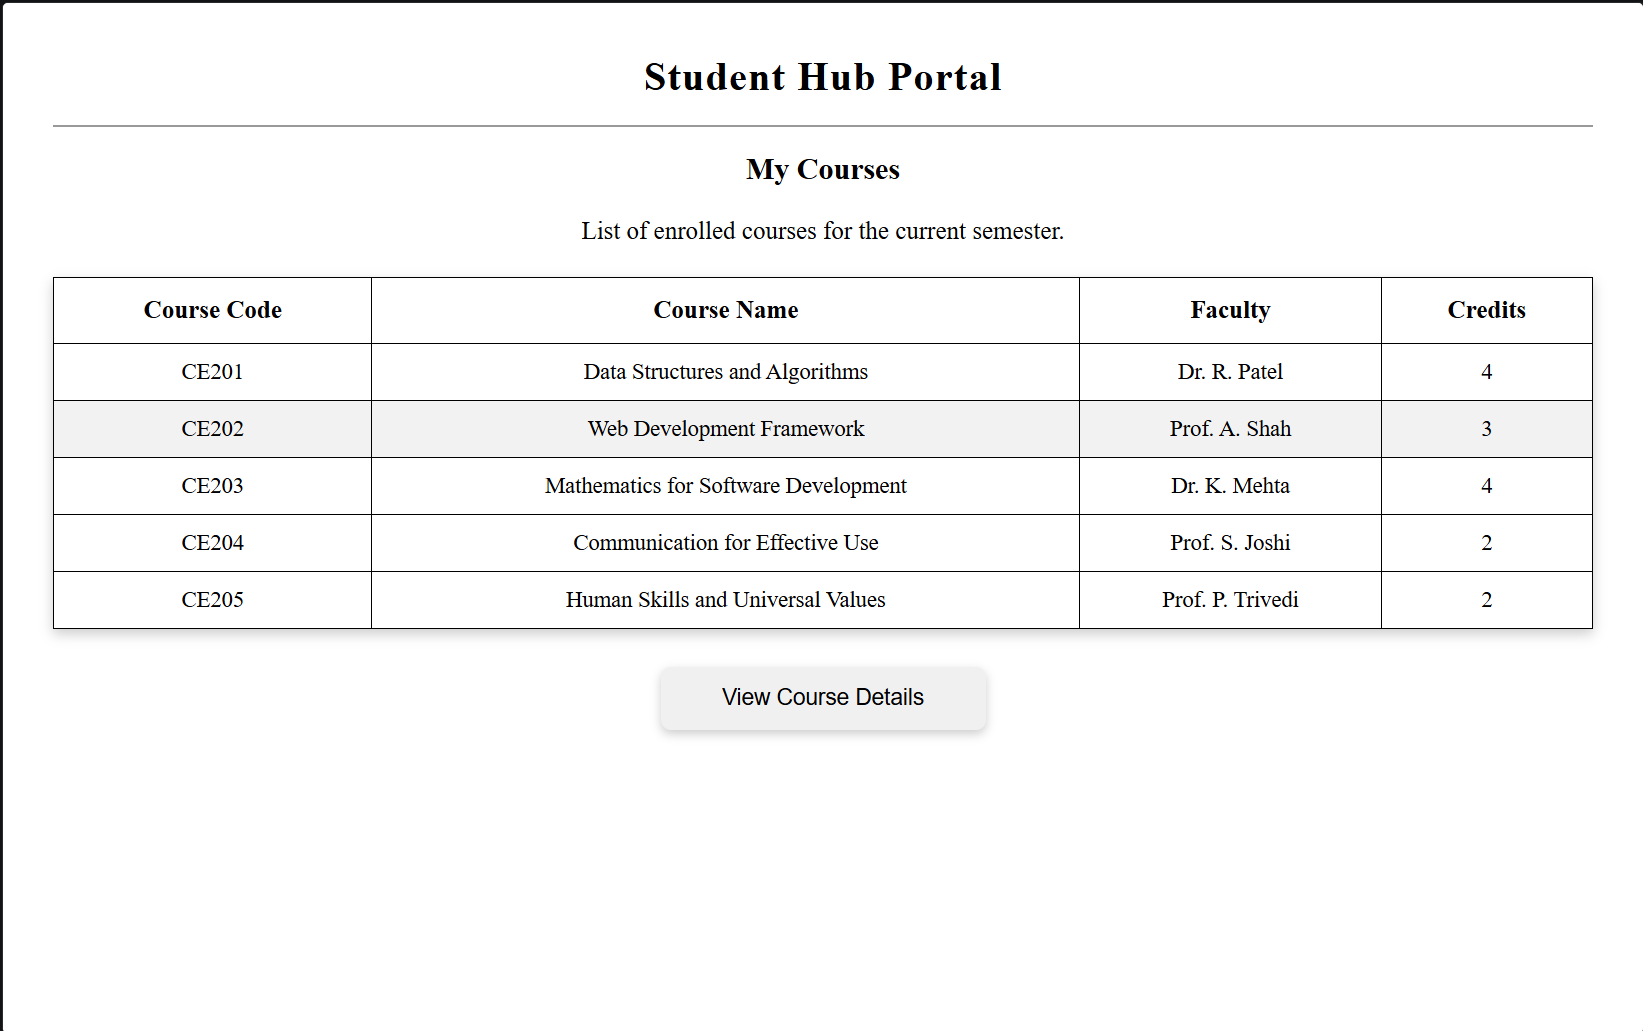 Student Hub Portal
My Courses
List of enrolled courses for the current semester.
Course Code Course Name Faculty Credits
CE201 Data Structures and Algorithms Dr. R. Patel 4
CE202 Web Development Framework Prof. A. Shah 3
CE203 Mathematics for Software Development Dr. K. Mehta 4
CE204 Communication for Effective Use Prof. S. Joshi 2
CE205 Human Skills and Universal Values Prof. P. Trivedi 2
View Course Details